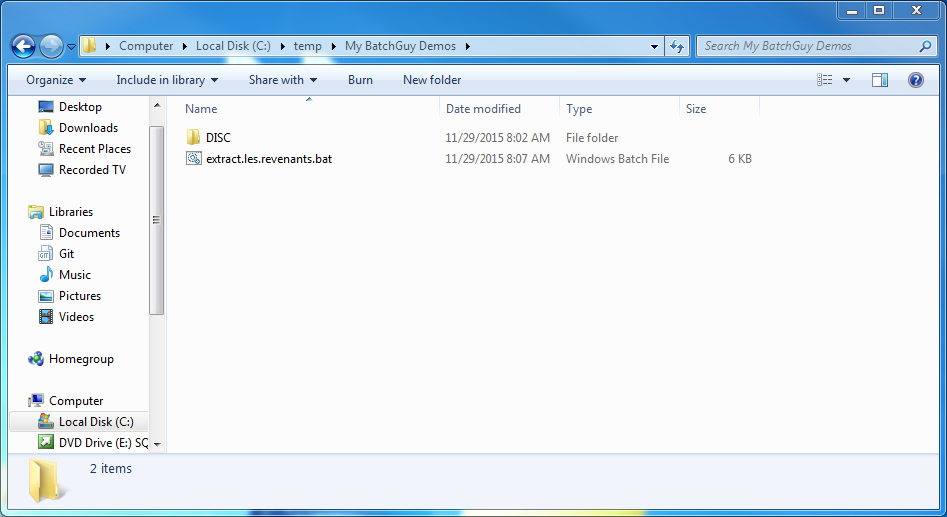 Computer Local Disk (C:) temp My BatchGuy Demos Search My BatchGuy Demos
Organize Include in library Share with Burn New folder
Name Date modified Type Size
DISC 11/29/2015 8:02 AM File folder
extract.les.revenants.bat 11/29/2015 8:07 AM Windows Batch File 6 KB
Desktop
Downloads
Recent Places
Recorded TV
Libraries
Documents
Git
Music
Pictures
Videos
Homegroup
Computer
Local Disk (C:)
DVD Drive (E:) SQ
2 items